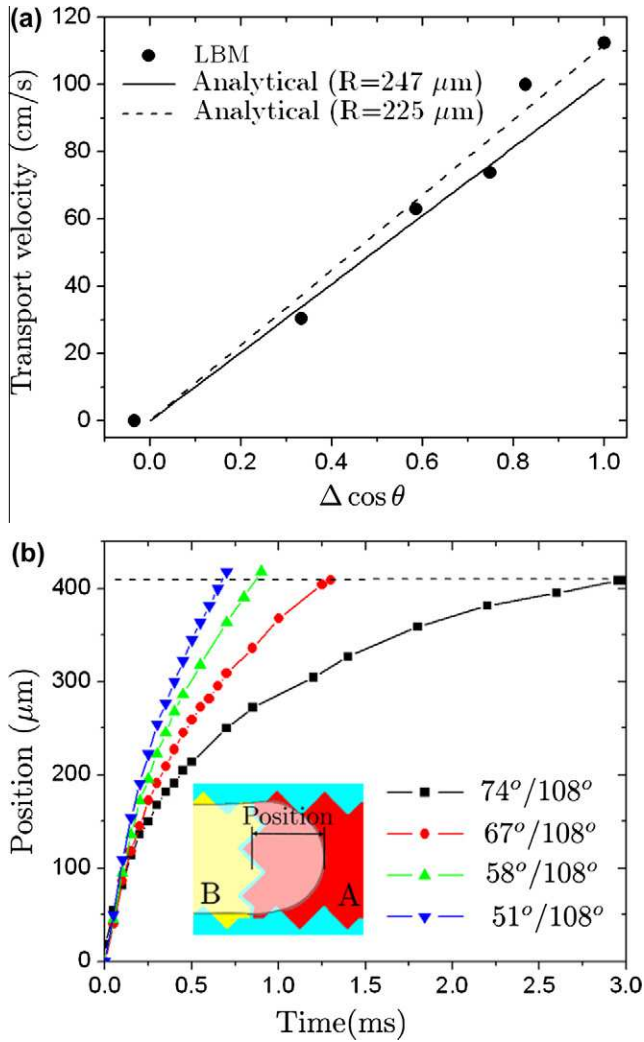 (a)
120
100
80
60
40
20
0
Transport velocity (cm/s)
LBM
Analytical (R=247 μm)
Analytical (R=225 μm)
0.0 0.2 0.4 0.6 0.8 1.0
Δ cos θ
(b)
400
300
200
100
0
Position (μm)
Position
B A
74°/108°
67°/108°
58°/108°
51°/108°
0.0 0.5 1.0 1.5 2.0 2.5 3.0
Time(ms)